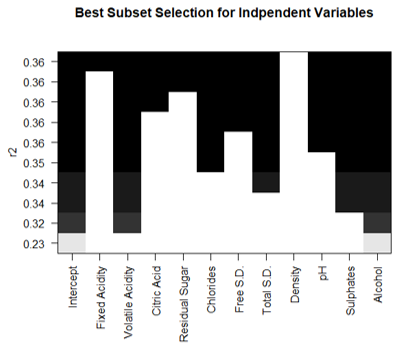 Best Subset Selection for Indpendent Variables
r2
0.36
0.36
0.36
0.36
0.36
0.35
0.34
0.34
0.32
0.23
Intercept
Fixed Acidity
Volatile Acidity
Citric Acid
Residual Sugar
Chlorides
Free S.D.
Total S.D.
Density
pH
Sulphates
Alcohol